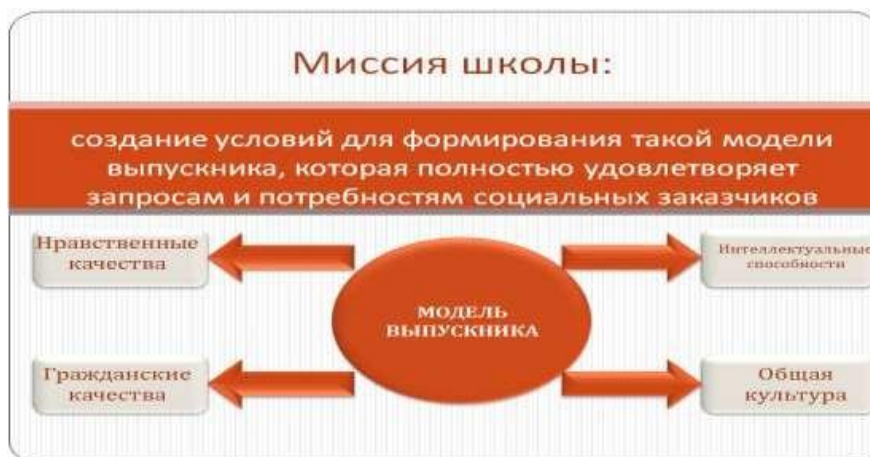 Миссия школы:
создание условий для формирования такой модели
выпускника, которая полностью удовлетворяет
запросам и потребностям социальных заказчиков
Нравственные
качества
Интеллектуальные
способности
МОДЕЛЬ
ВЫПУСКНИКА
Гражданские
качества
Общая
культура